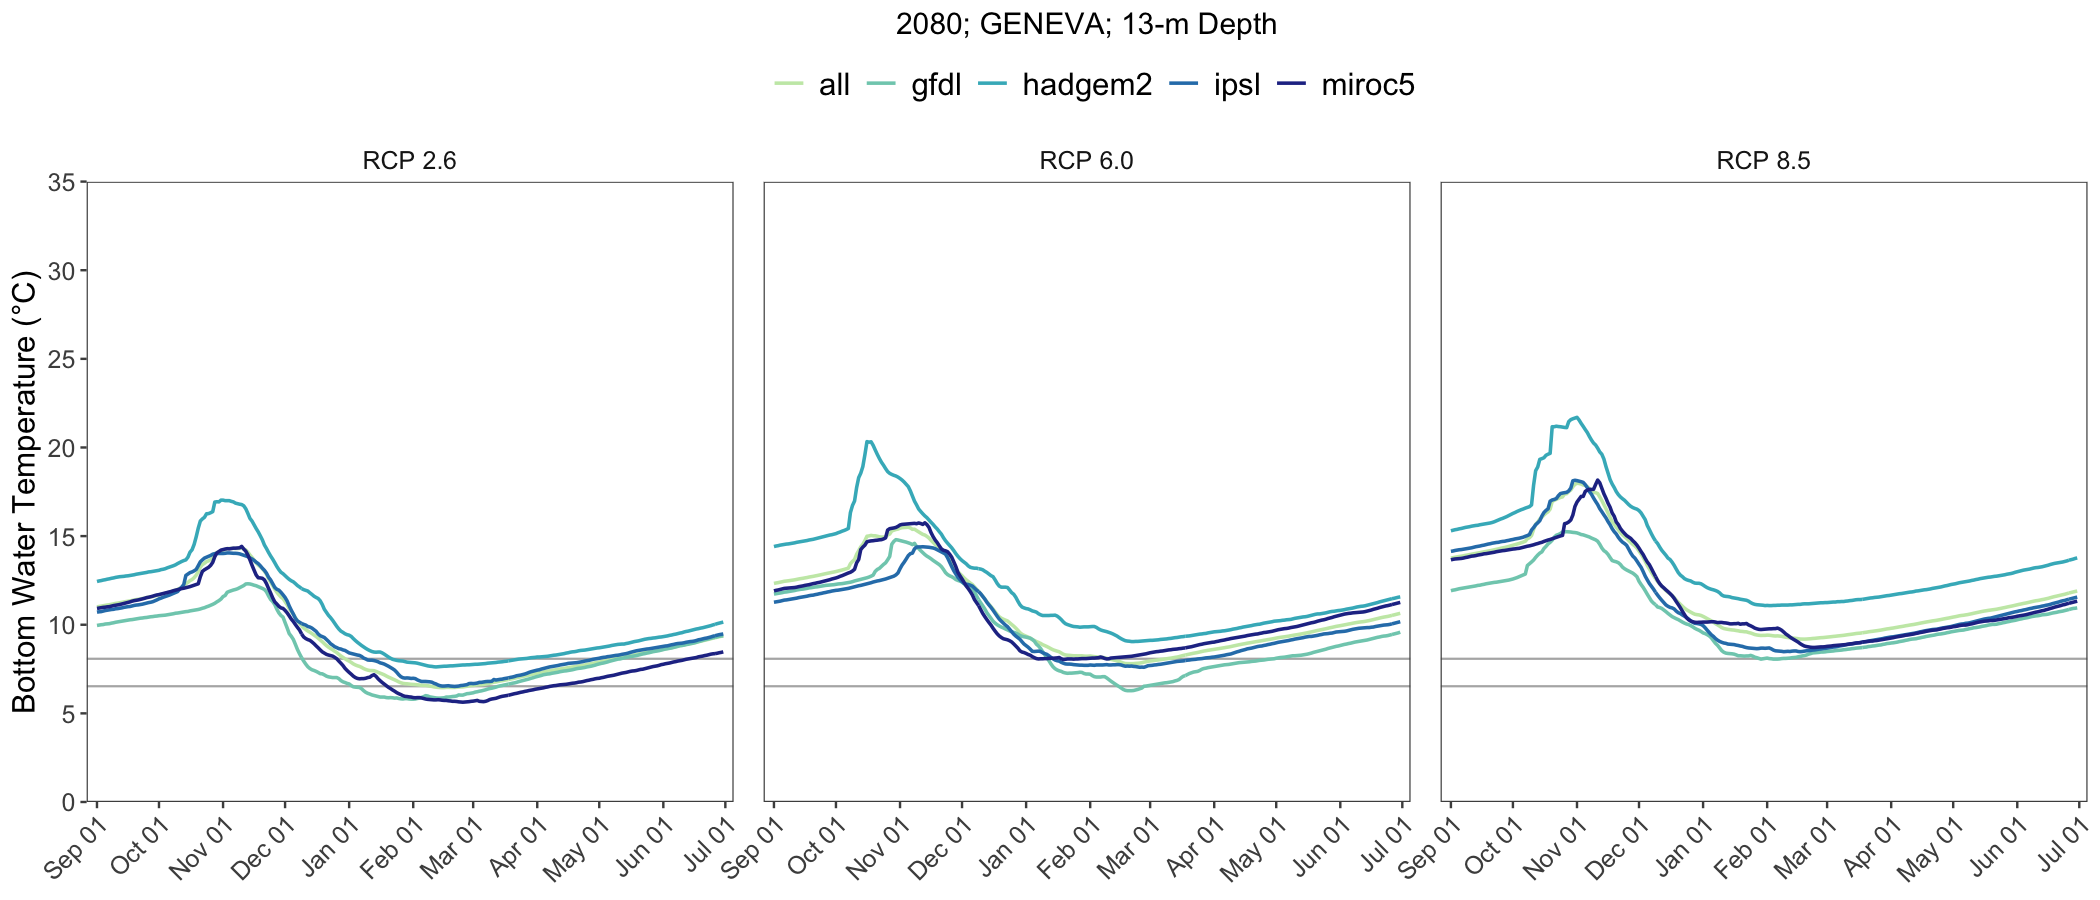 2080; GENEVA; 13-m Depth
all gfdl hadgem2 ipsl miroc5
RCP 2.6 RCP 6.0 RCP 8.5
Bottom Water Temperature (°C)
35
30
25
20
15
10
5
0
Sep 01 Oct 01 Nov 01 Dec 01 Jan 01 Feb 01 Mar 01 Apr 01 May 01 Jun 01 Jul 01 Sep 01 Oct 01 Nov 01 Dec 01 Jan 01 Feb 01 Mar 01 Apr 01 May 01 Jun 01 Jul 01 Sep 01 Oct 01 Nov 01 Dec 01 Jan 01 Feb 01 Mar 01 Apr 01 May 01 Jun 01 Jul 01